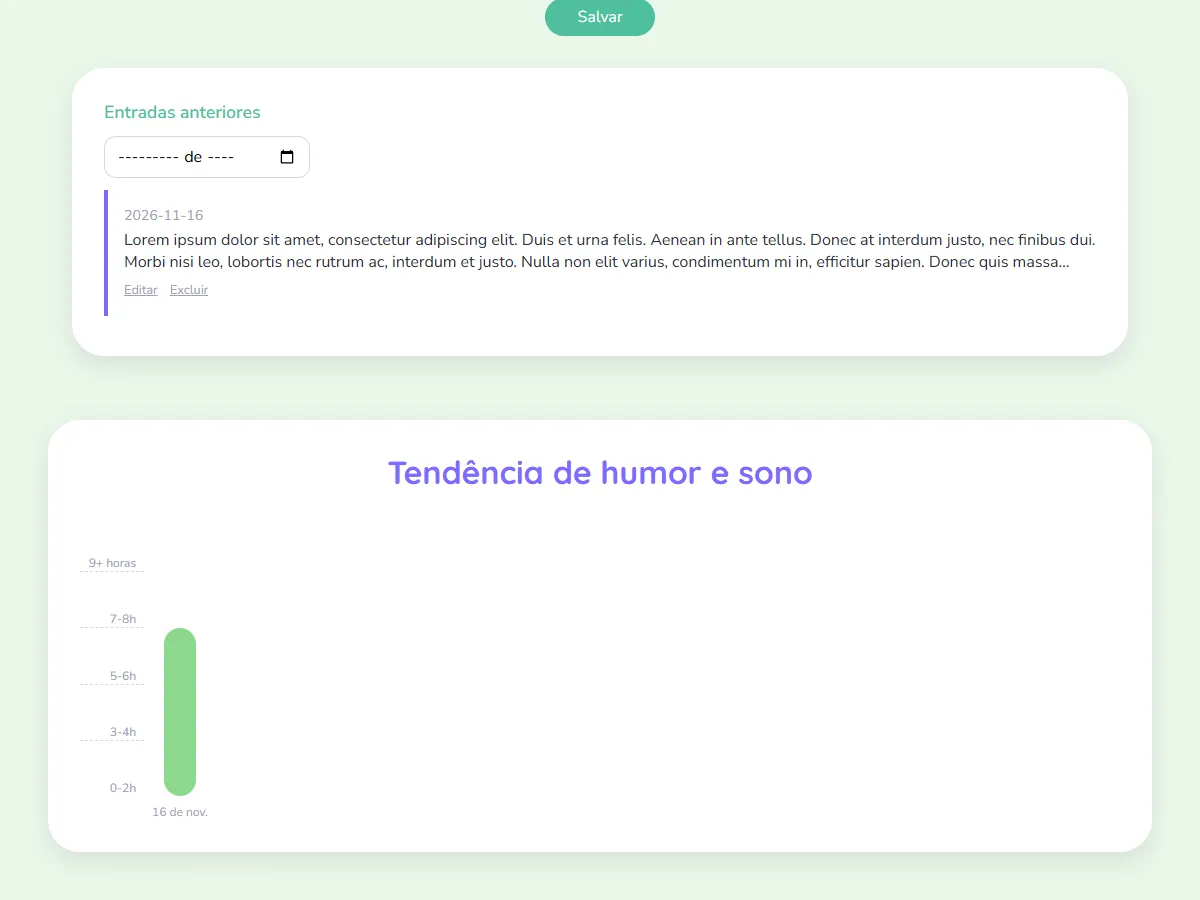 Salvar
Entradas anteriores
--------- de ----
2026-11-16
Lorem ipsum dolor sit amet, consectetur adipiscing elit. Duis et urna felis. Aenean in ante tellus. Donec at interdum justo, nec finibus dui.
Morbi nisi leo, lobortis nec rutrum ac, interdum et justo. Nulla non elit varius, condimentum mi in, efficitur sapien. Donec quis massa...
Editar Excluir
Tendência de humor e sono
9+ horas
7-8h
5-6h
3-4h
0-2h
16 de nov.